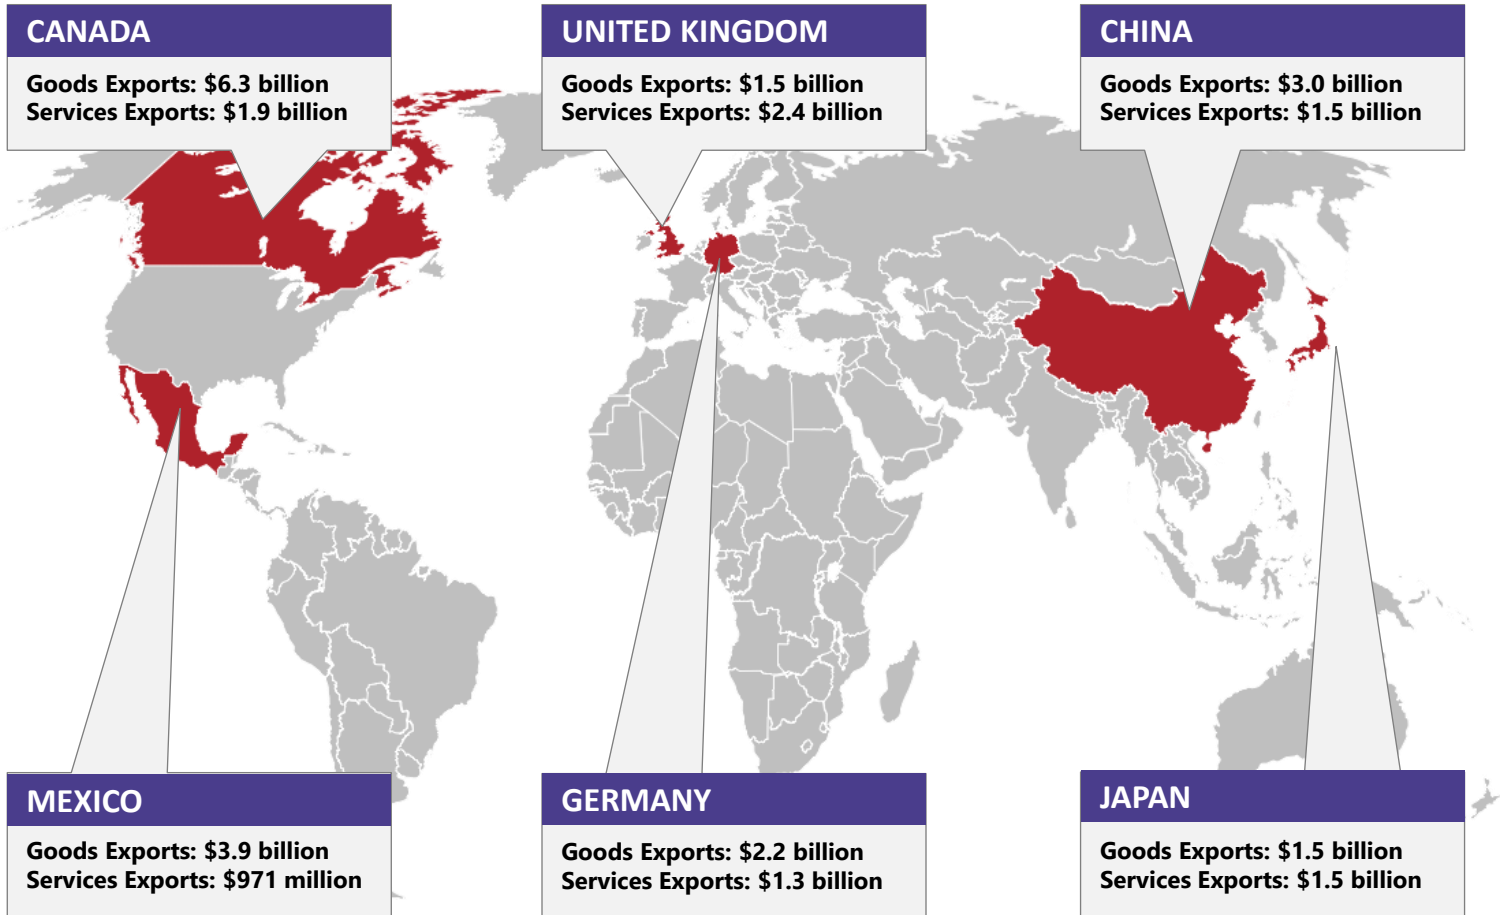 CANADA
Goods Exports: $6.3 billion
Services Exports: $1.9 billion
UNITED KINGDOM
Goods Exports: $1.5 billion
Services Exports: $2.4 billion
CHINA
Goods Exports: $3.0 billion
Services Exports: $1.5 billion
MEXICO
Goods Exports: $3.9 billion
Services Exports: $971 million
GERMANY
Goods Exports: $2.2 billion
Services Exports: $1.3 billion
JAPAN
Goods Exports: $1.5 billion
Services Exports: $1.5 billion